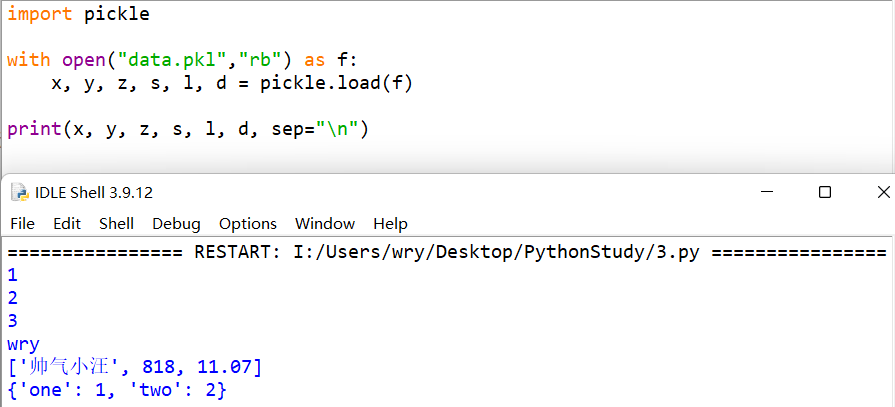 import pickle
with open("data.pkl","rb") as f:
    x, y, z, s, l, d = pickle.load(f)
print(x, y, z, s, l, d, sep="\n")
IDLE Shell 3.9.12
File Edit Shell Debug Options Window Help
================ RESTART: I:/Users/wry/Desktop/PythonStudy/3.py ================
1
2
3
wry
['帅气小汪', 818, 11.07]
{'one': 1, 'two': 2}